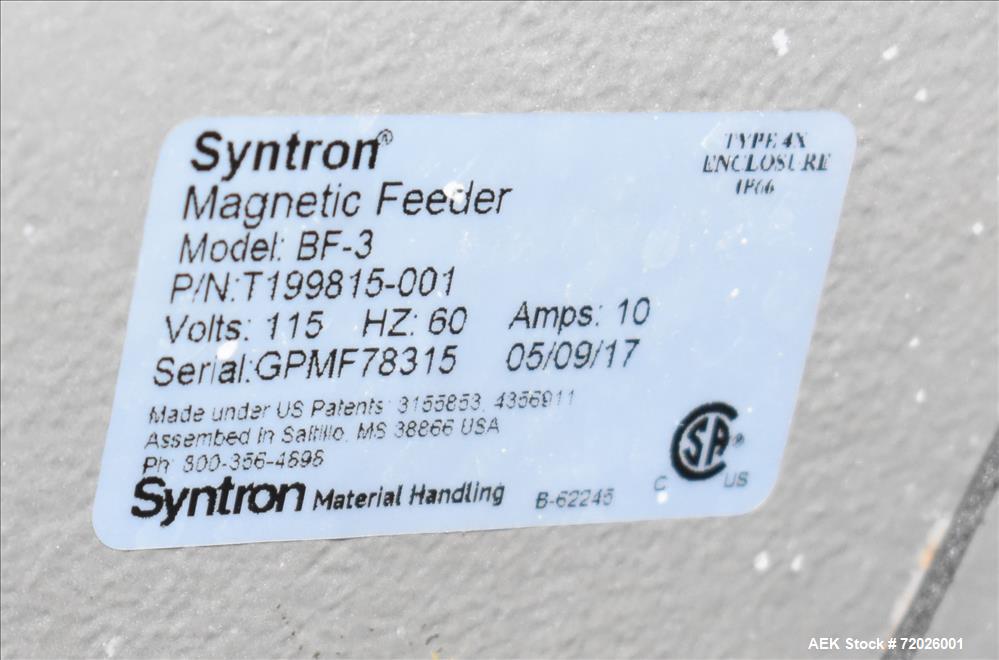 Syntron®
Magnetic Feeder
Model: BF-3
P/N:T199815-001
Volts: 115 HZ: 60 Amps: 10
Serial:GPMF78315 05/09/17
Made under US Patents: 3155853, 4356911
Assembed in Saltillo, MS 38866 USA
Ph: 800-356-4898
Syntron Material Handling B-62245
TYPE 4X
ENCLOSURE
IP66
SA®
C US
AEK Stock #72026001